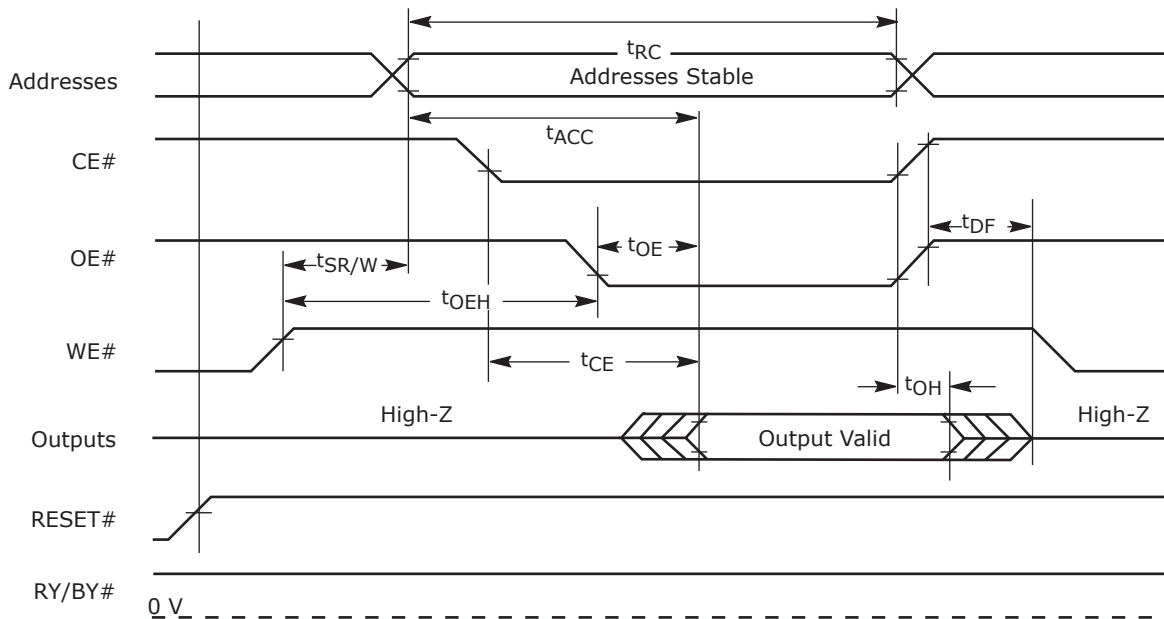 tRC
Addresses
Addresses Stable
tACC
CE#
tDF
OE#
tOE
tSR/W
tOEH
WE#
tCE
tOH
High-Z
High-Z
Outputs
Output Valid
RESET#
RY/BY#
0 V